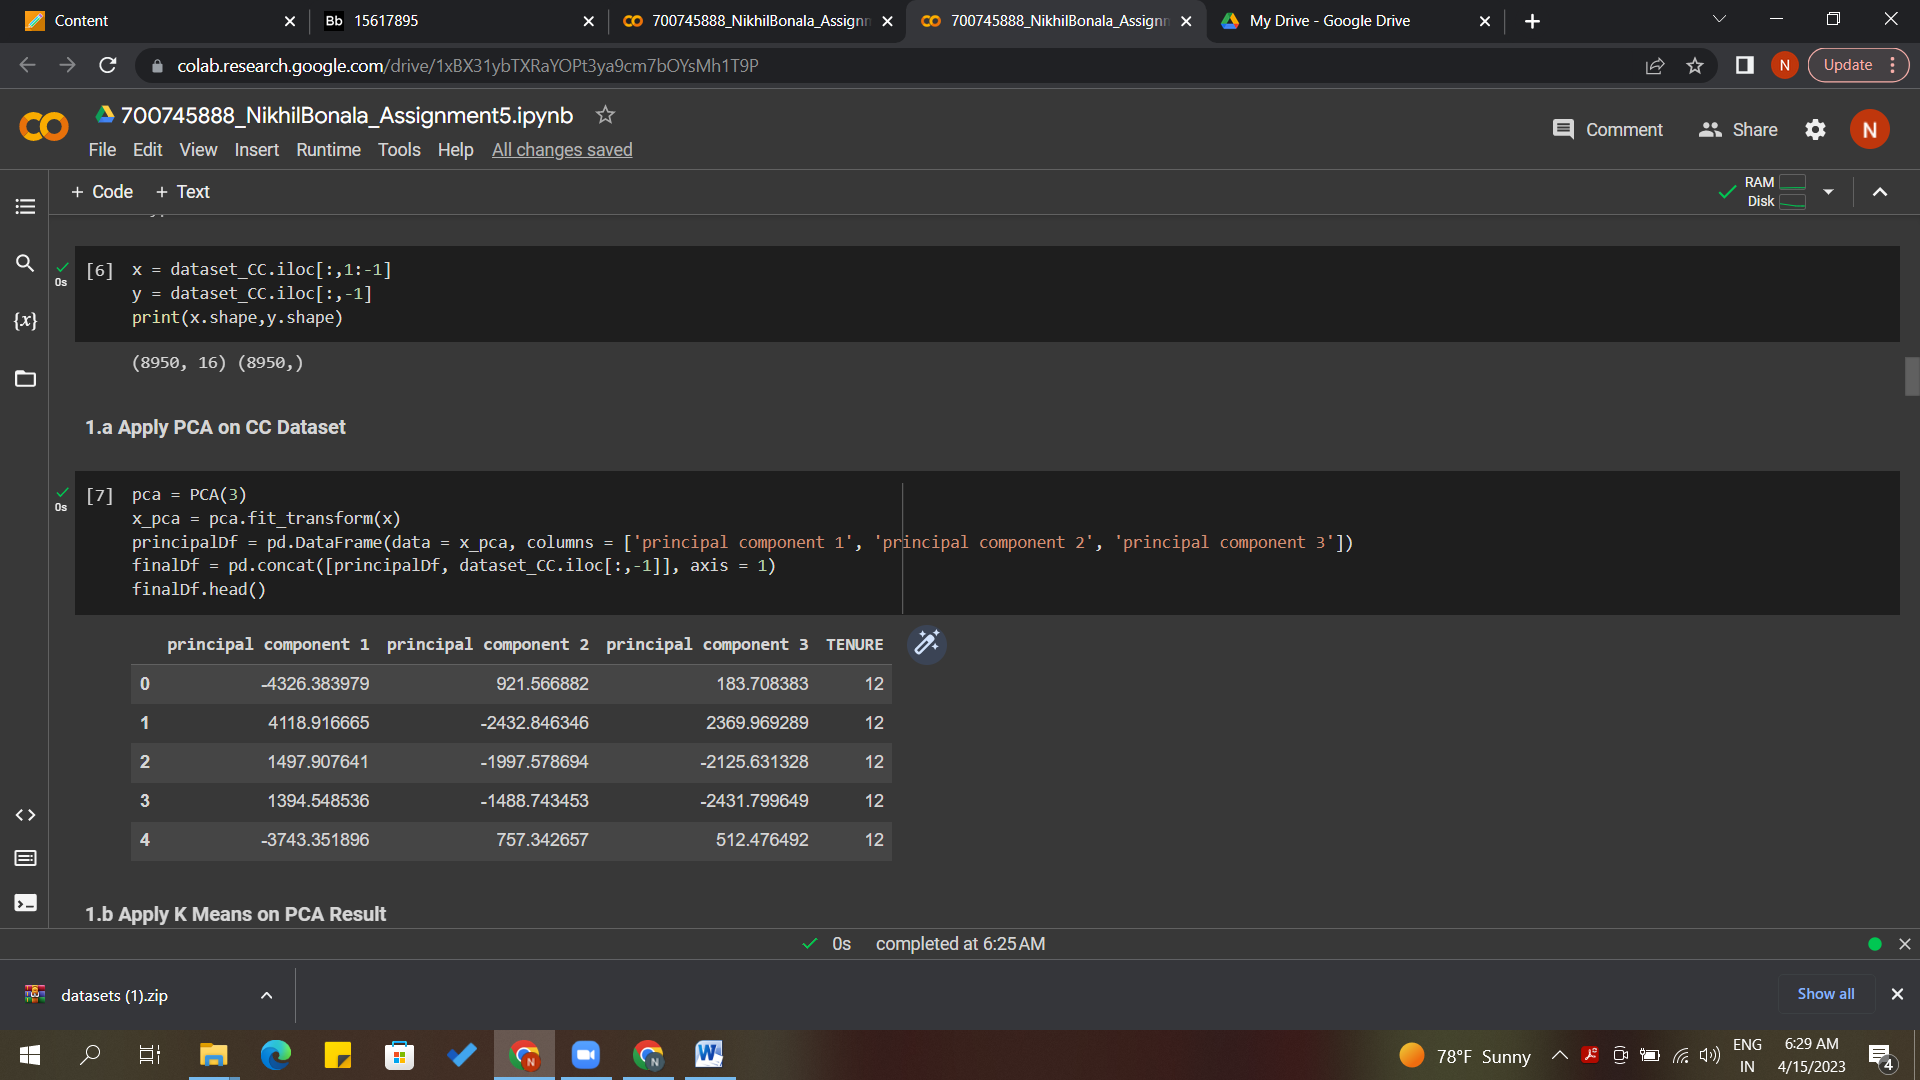 Content
Bb 15617895
700745888_NikhilBonala_Assignm
700745888_NikhilBonala_Assignm
My Drive - Google Drive
colab.research.google.com/drive/1xBX31ybTXRaYOPt3ya9cm7bOYsMh1T9P
N
Update
700745888_NikhilBonala_Assignment5.ipynb
Comment
Share
N
File Edit View Insert Runtime Tools Help All changes saved
+ Code + Text
RAM
Disk
{x}
0s
[6] x = dataset_CC.iloc[:,1:-1]
y = dataset_CC.iloc[:,-1]
print(x.shape,y.shape)
(8950, 16) (8950,)
1.a Apply PCA on CC Dataset
0s
[7] pca = PCA(3)
x_pca = pca.fit_transform(x)
principalDf = pd.DataFrame(data = x_pca, columns = ['principal component 1', 'principal component 2', 'principal component 3'])
finalDf = pd.concat([principalDf, dataset_CC.iloc[:,-1]], axis = 1)
finalDf.head()
principal component 1 principal component 2 principal component 3 TENURE
0 -4326.383979 921.566882 183.708383 12
1 4118.916665 -2432.846346 2369.969289 12
2 1497.907641 -1997.578694 -2125.631328 12
3 1394.548536 -1488.743453 -2431.799649 12
4 -3743.351896 757.342657 512.476492 12
1.b Apply K Means on PCA Result
0s completed at 6:25 AM
datasets (1).zip
Show all
78°F Sunny
ENG
IN
6:29 AM
4/15/2023
4